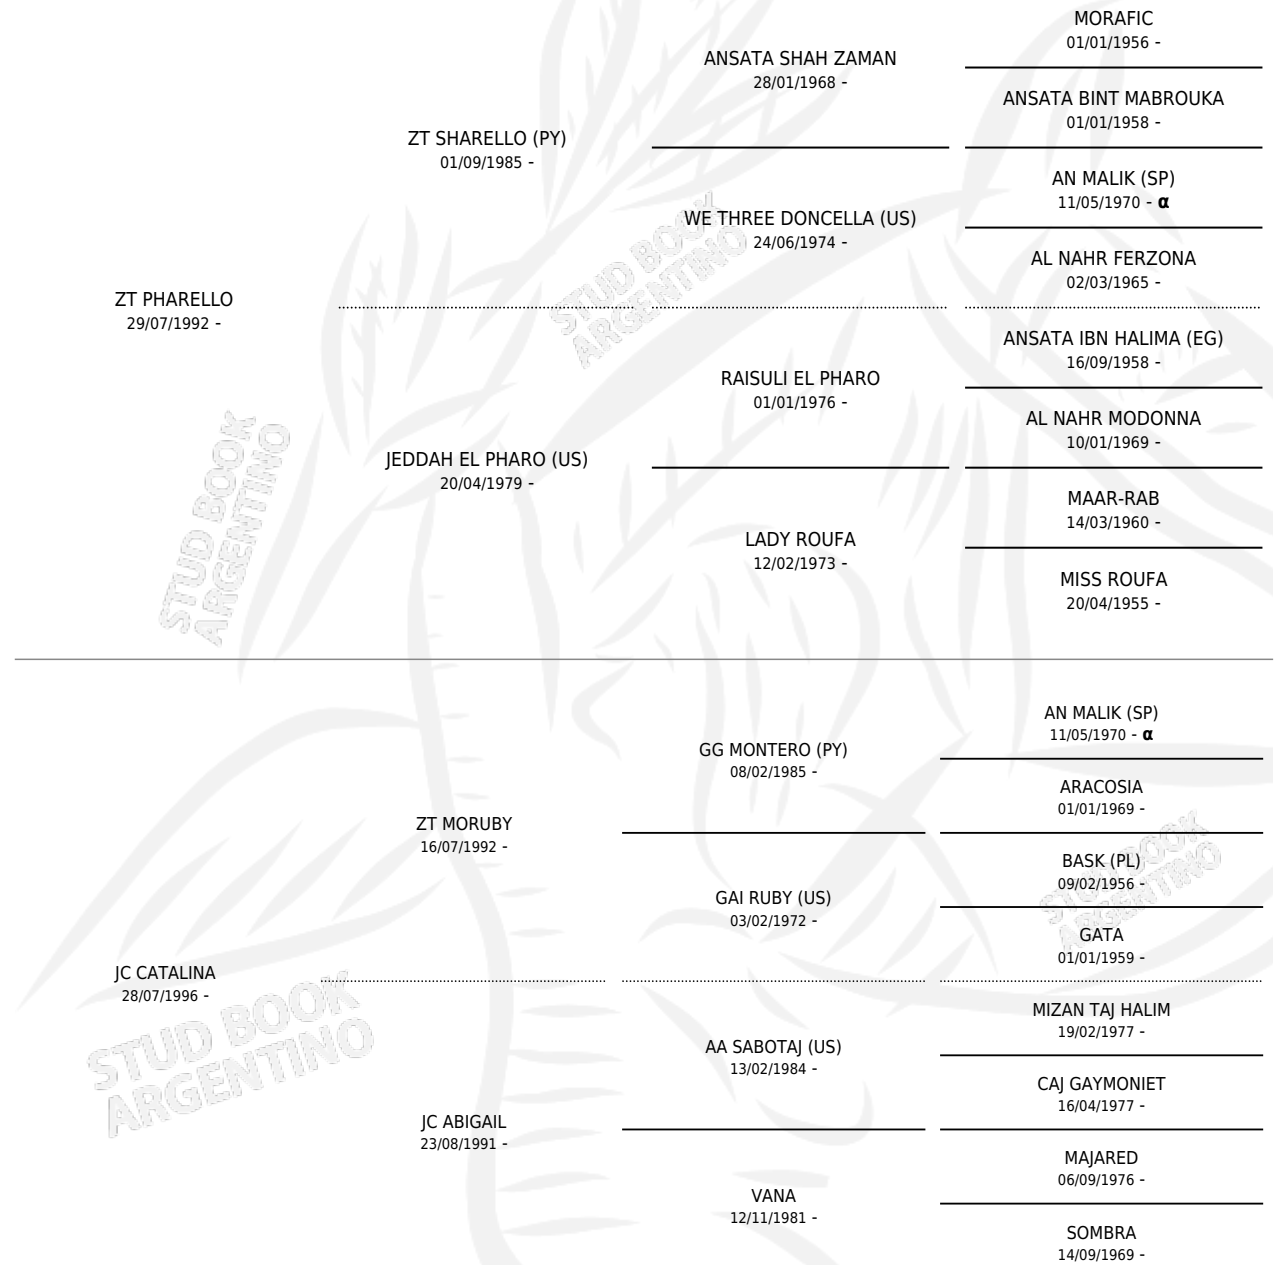 MORAFIC
01/01/1956 -
ANSATA SHAH ZAMAN
28/01/1968 -
ANSATA BINT MABROUKA
01/01/1958 -
ZT SHARELLO (PY)
01/09/1985 -
AN MALIK (SP)
11/05/1970 - α
WE THREE DONCELLA (US)
24/06/1974 -
STUD BOOK
ARGENTINO
AL NAHR FERZONA
02/03/1965 -
ZT PHARELLO
29/07/1992 -
ANSATA IBN HALIMA (EG)
16/09/1958 -
RAISULI EL PHARO
01/01/1976 -
AL NAHR MODONNA
10/01/1969 -
JEDDAH EL PHARO (US)
20/04/1979 -
STUD BOOK
ARGENTINO
MAAR-RAB
14/03/1960 -
LADY ROUFA
12/02/1973 -
MISS ROUFA
20/04/1955 -
AN MALIK (SP)
11/05/1970 - α
GG MONTERO (PY)
08/02/1985 -
ARACOSIA
01/01/1969 -
ZT MORUBY
16/07/1992 -
BASK (PL)
09/02/1956 -
STUD BOOK
ARGENTINO
GAI RUBY (US)
03/02/1972 -
GATA
01/01/1959 -
JC CATALINA
28/07/1996 -
STUD BOOK
ARGENTINO
MIZAN TAJ HALIM
19/02/1977 -
AA SABOTAJ (US)
13/02/1984 -
CAJ GAYMONIET
16/04/1977 -
JC ABIGAIL
23/08/1991 -
MAJARED
06/09/1976 -
VANA
12/11/1981 -
SOMBRA
14/09/1969 -